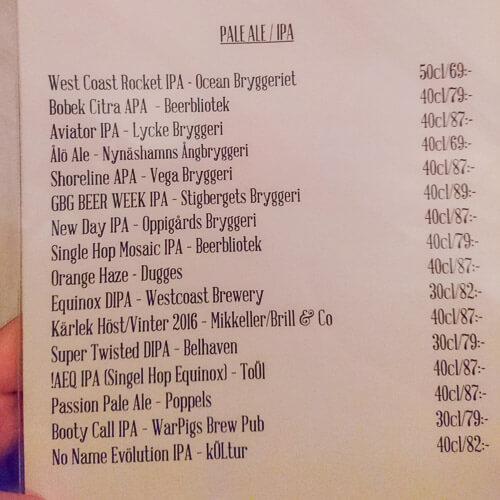 PALE ALE / IPA
West Coast Rocket IPA - Ocean Bryggeriet 50cl/69:-
Bobek Citra APA - Beerbliotek 40cl/79:-
Aviator IPA - Lycke Bryggeri 40cl/87:-
Ålö Ale - Nynäshamns Ångbryggeri 40cl/69:-
Shoreline APA - Vega Bryggeri 40cl/87:-
GBG BEER WEEK IPA - Stigbergets Bryggeri 40cl/89:-
New Day IPA - Oppigårds Bryggeri 40cl/87:-
Single Hop Mosaic IPA - Beerbliotek 40cl/79:-
Orange Haze - Dugges 40cl/87:-
Equinox DIPA - Westcoast Brewery 30cl/82:-
Kärlek Höst/Vinter 2016 - Mikkeller/Brill & Co 40cl/87:-
Super Twisted DIPA - Belhaven 30cl/79:-
!AEQ IPA (Singel Hop Equinox) - ToÖl 40cl/87:-
Passion Pale Ale - Poppels 40cl/87:-
Booty Call IPA - WarPigs Brew Pub 30cl/79:-
No Name Evölution IPA - kÖLtur 40cl/82:-